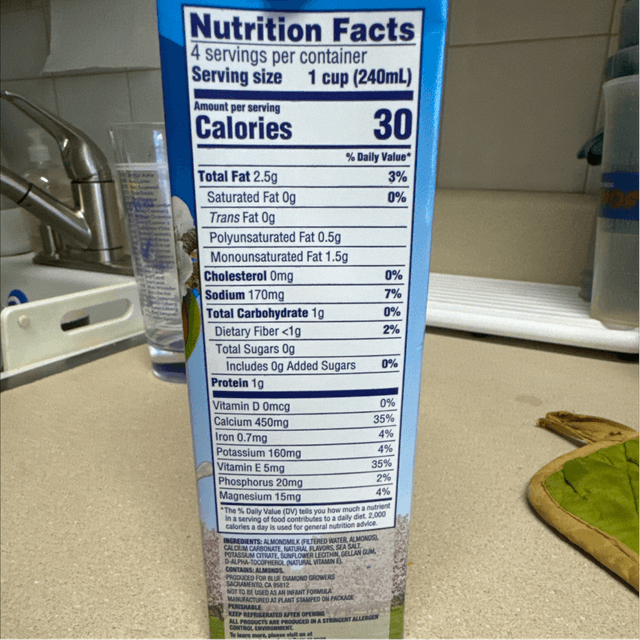 Nutrition Facts
4 servings per container
Serving size 1 cup (240mL)
Amount per serving
Calories 30
% Daily Value*
Total Fat 2.5g 3%
Saturated Fat 0g 0%
Trans Fat 0g
Polyunsaturated Fat 0.5g
Monounsaturated Fat 1.5g
Cholesterol 0mg 0%
Sodium 170mg 7%
Total Carbohydrate 1g 0%
Dietary Fiber <1g 2%
Total Sugars 0g
Includes 0g Added Sugars 0%
Protein 1g
Vitamin D 0mcg 0%
Calcium 450mg 35%
Iron 0.7mg 4%
Potassium 160mg 4%
Vitamin E 5mg 35%
Phosphorus 20mg 2%
Magnesium 15mg 4%
*The % Daily Value (DV) tells you how much a nutrient
in a serving of food contributes to a daily diet. 2,000
calories a day is used for general nutrition advice.
INGREDIENTS: ALMONDMILK (FILTERED WATER, ALMONDS),
CALCIUM CARBONATE, NATURAL FLAVORS, SEA SALT,
POTASSIUM CITRATE, SUNFLOWER LECITHIN, GELLAN GUM,
D-ALPHA-TOCOPHEROL (NATURAL VITAMIN E).
CONTAINS: ALMONDS.
PRODUCED FOR BLUE DIAMOND GROWERS
SACRAMENTO, CA 95812
NOT TO BE USED AS AN INFANT FORMULA
MANUFACTURED AT PLANT STAMPED ON PACKAGE
PERISHABLE
KEEP REFRIGERATED AFTER OPENING
ALL PRODUCTS ARE PRODUCED IN A STRINGENT ALLERGEN
CONTROL ENVIRONMENT.
To learn more, please visit us at